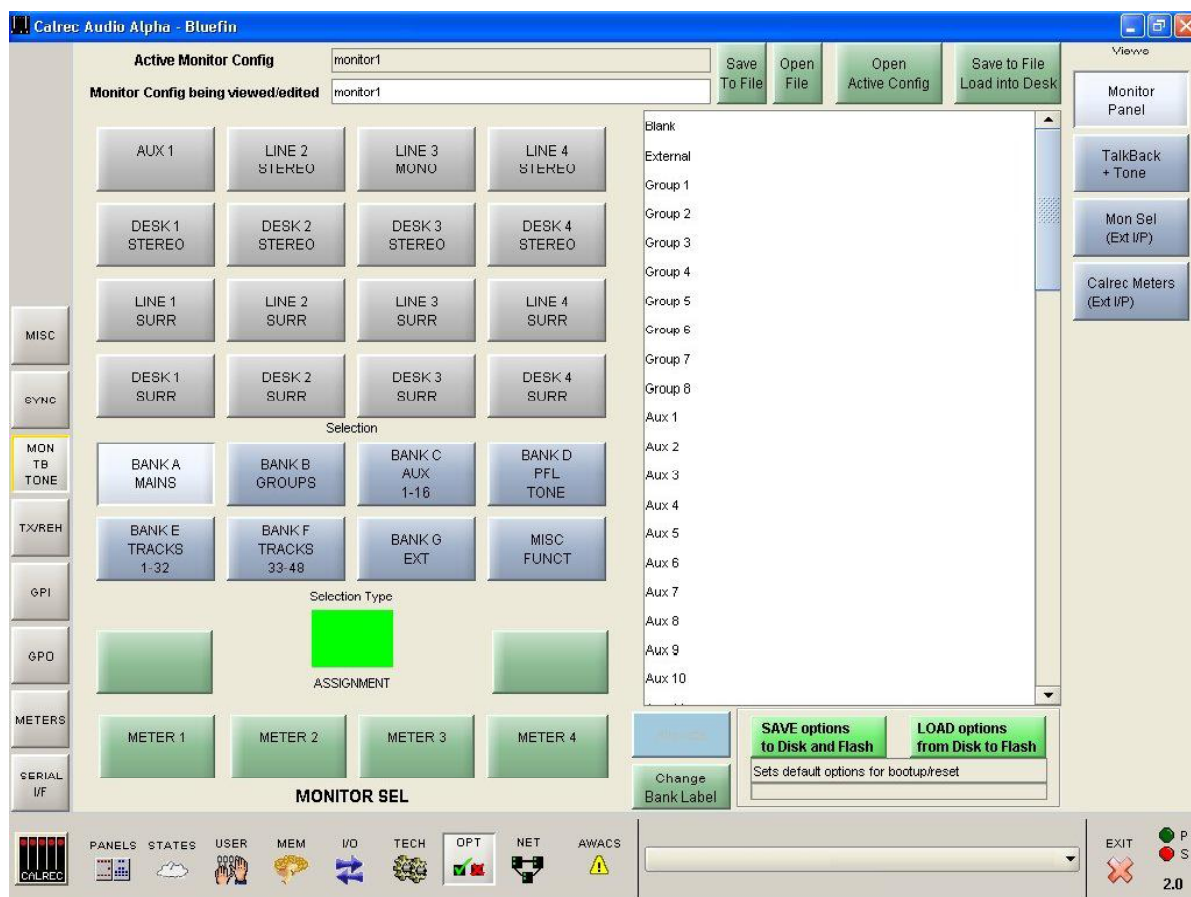 Calrec Audio Alpha - Bluefin
Active Monitor Config
monitor1
Monitor Config being viewed/edited
monitor1
Save
To File
Open
File
Open
Active Config
Save to File
Load into Desk
Views
Monitor
Panel
TalkBack
+ Tone
Mon Sel
(Ext I/P)
Calrec Meters
(Ext I/P)
AUX 1
LINE 2
STEREO
LINE 3
MONO
LINE 4
STEREO
DESK 1
STEREO
DESK 2
STEREO
DESK 3
STEREO
DESK 4
STEREO
LINE 1
SURR
LINE 2
SURR
LINE 3
SURR
LINE 4
SURR
DESK 1
SURR
DESK 2
SURR
DESK 3
SURR
DESK 4
SURR
Selection
BANK A
MAINS
BANK B
GROUPS
BANK C
AUX
1-16
BANK D
PFL
TONE
BANK E
TRACKS
1-32
BANK F
TRACKS
33-48
BANK G
EXT
MISC
FUNCT
Selection Type
ASSIGNMENT
METER 1
METER 2
METER 3
METER 4
MONITOR SEL
Blank
External
Group 1
Group 2
Group 3
Group 4
Group 5
Group 6
Group 7
Group 8
Aux 1
Aux 2
Aux 3
Aux 4
Aux 5
Aux 6
Aux 7
Aux 8
Aux 9
Aux 10
Change
Bank Label
SAVE options
to Disk and Flash
LOAD options
from Disk to Flash
Sets default options for bootup/reset
MISC
SYNC
MON
TB
TONE
TX/REH
GPI
GPO
METERS
SERIAL
I/F
CALREC
PANELS
STATES
USER
MEM
I/O
TECH
OPT
NET
AWACS
EXIT
P
S
2.0